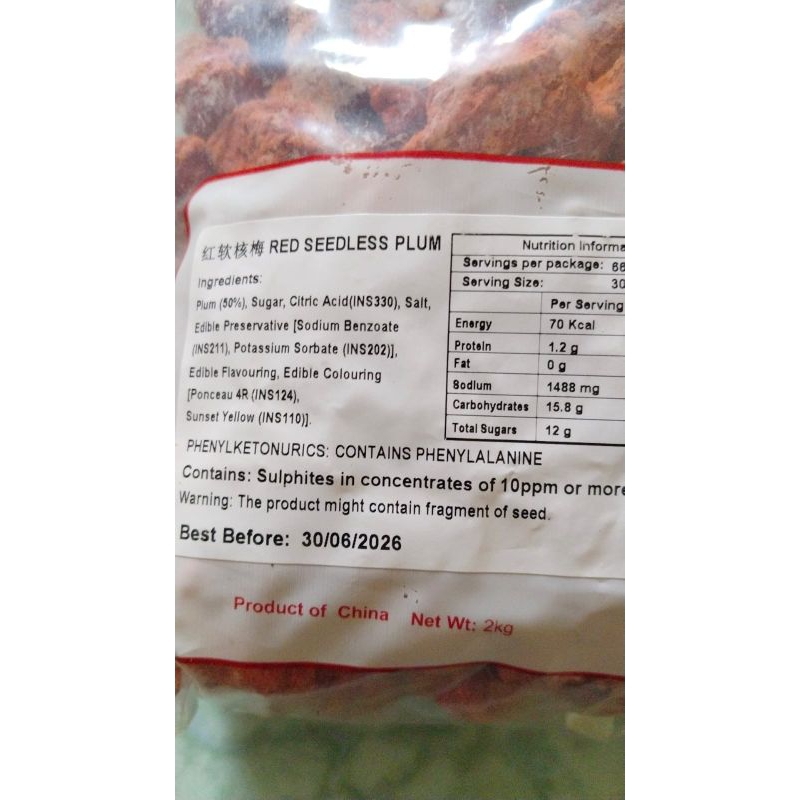 红软核梅 RED SEEDLESS PLUM
Ingredients:
Plum (50%), Sugar, Citric Acid(INS330), Salt,
Edible Preservative [Sodium Benzoate
(INS211), Potassium Sorbate (INS202)],
Edible Flavouring, Edible Colouring
[Ponceau 4R (INS124),
Sunset Yellow (INS110)].
Nutrition Informa
Servings per package: 66
Serving Size: 30
Per Serving
Energy 70 Kcal
Protein 1.2 g
Fat 0 g
Sodium 1488 mg
Carbohydrates 15.8 g
Total Sugars 12 g
PHENYLKETONURICS: CONTAINS PHENYLALANINE
Contains: Sulphites in concentrates of 10ppm or more
Warning: The product might contain fragment of seed.
Best Before: 30/06/2026
Product of China Net Wt: 2kg